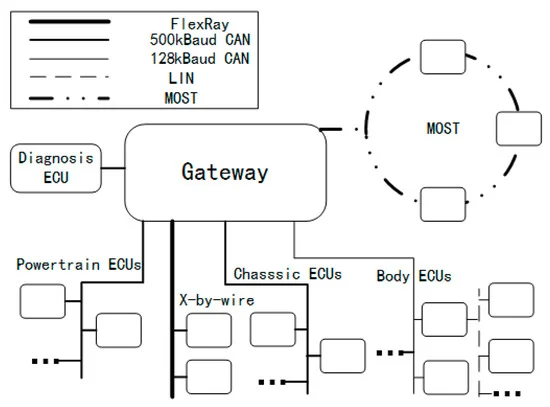 FlexRay
500kBaud CAN
128kBaud CAN
LIN
MOST
MOST
Diagnosis
ECU
Gateway
Powertrain ECUs
Chasssic ECUs
Body ECUs
X-by-wire